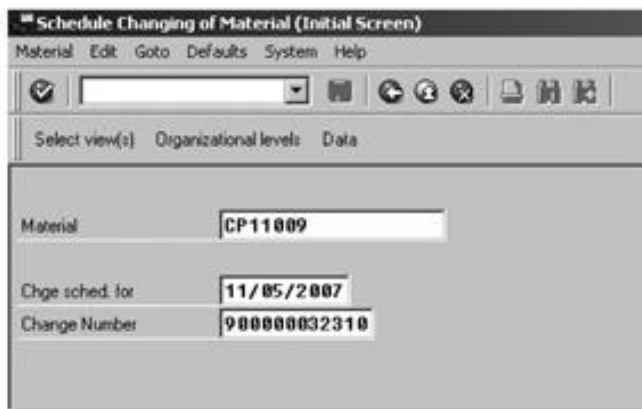 Schedule Changing of Material (Initial Screen)
Material Edit Goto Defaults System Help
Select view(s) Organizational levels Data
Material CP11009
Chge sched. for 11/05/2007
Change Number 900000032310